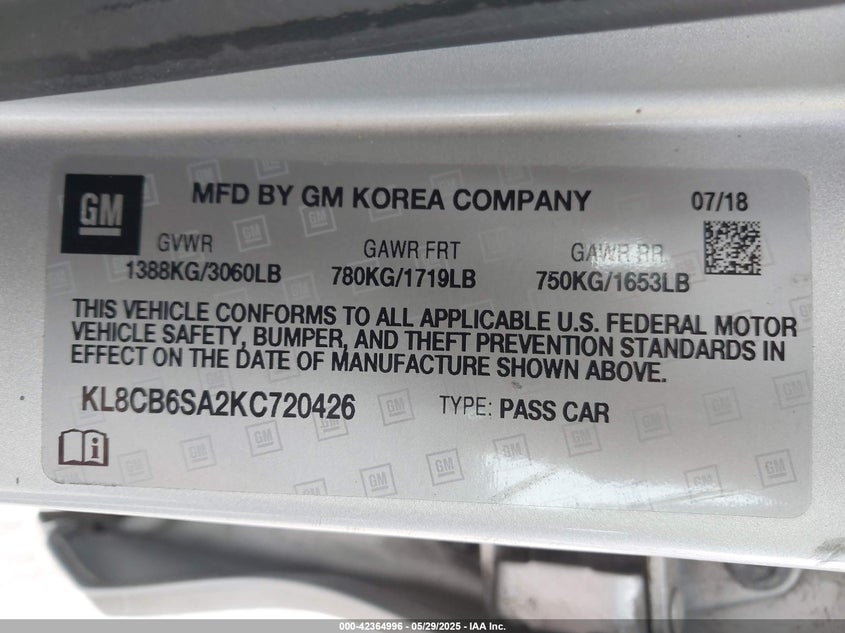 GM
MFD BY GM KOREA COMPANY
07/18
GVWR GAWR FRT GAWR RR
1388KG/3060LB 780KG/1719LB 750KG/1653LB
THIS VEHICLE CONFORMS TO ALL APPLICABLE U.S. FEDERAL MOTOR
VEHICLE SAFETY, BUMPER, AND THEFT PREVENTION STANDARDS IN
EFFECT ON THE DATE OF MANUFACTURE SHOWN ABOVE.
KL8CB6SA2KC720426 TYPE: PASS CAR
000-42364996 - 05/29/2025 - IAA Inc.